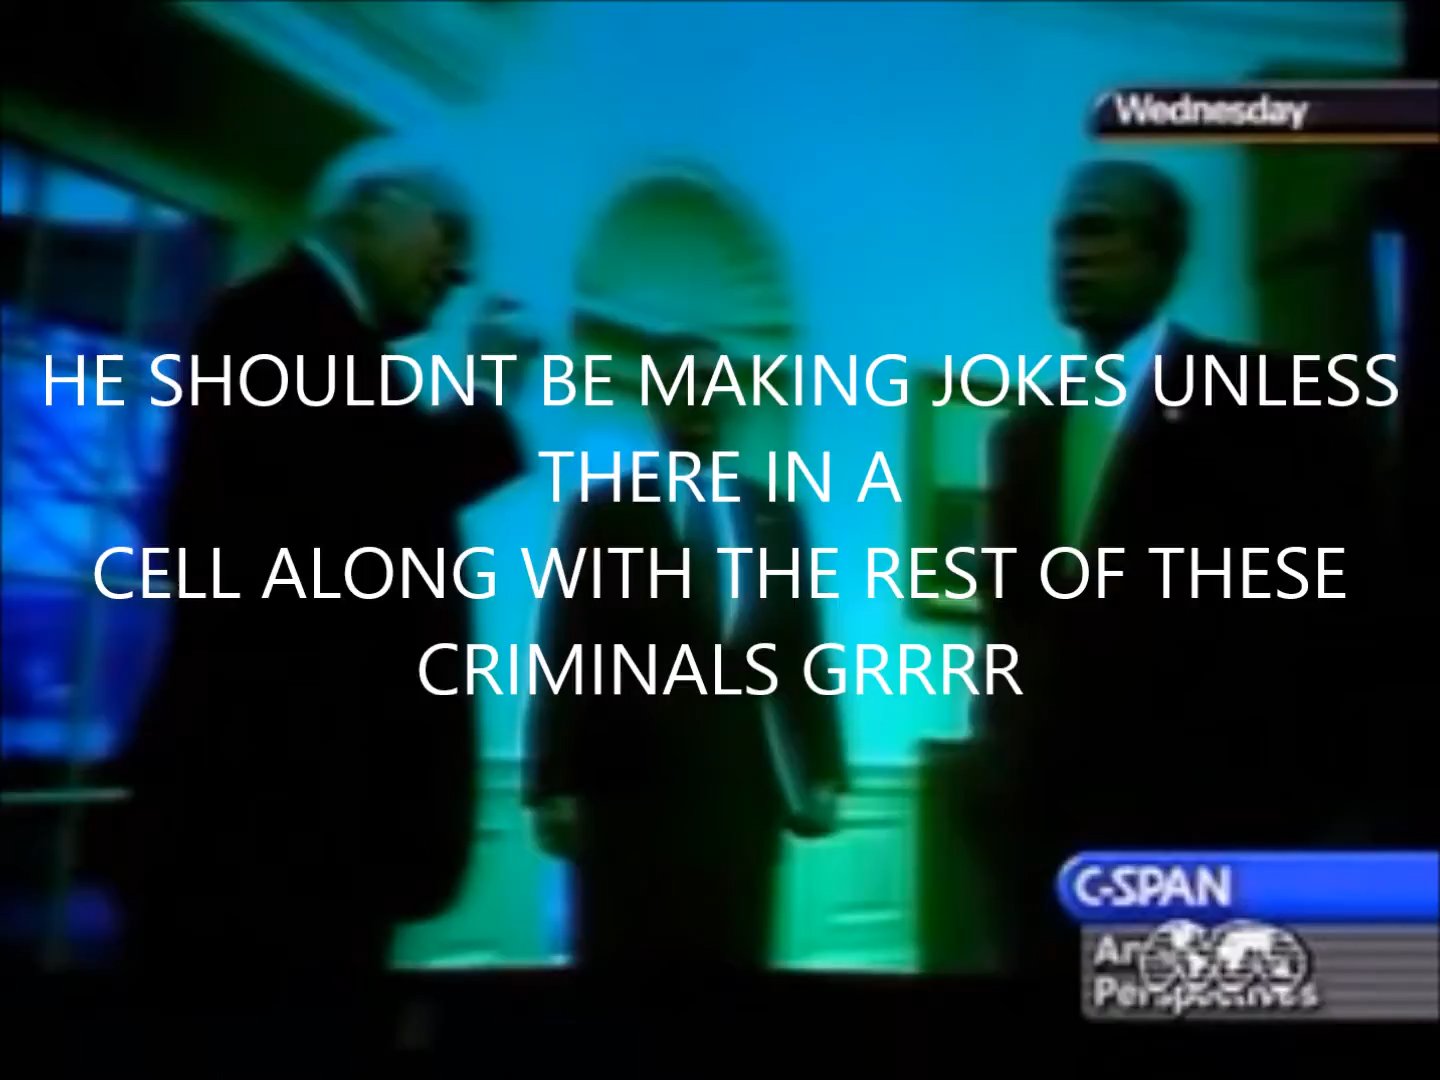 Wednesday
HE SHOULDNT BE MAKING JOKES UNLESS
THERE IN A
CELL ALONG WITH THE REST OF THESE
CRIMINALS GRRRR
C-SPAN
Perspectives